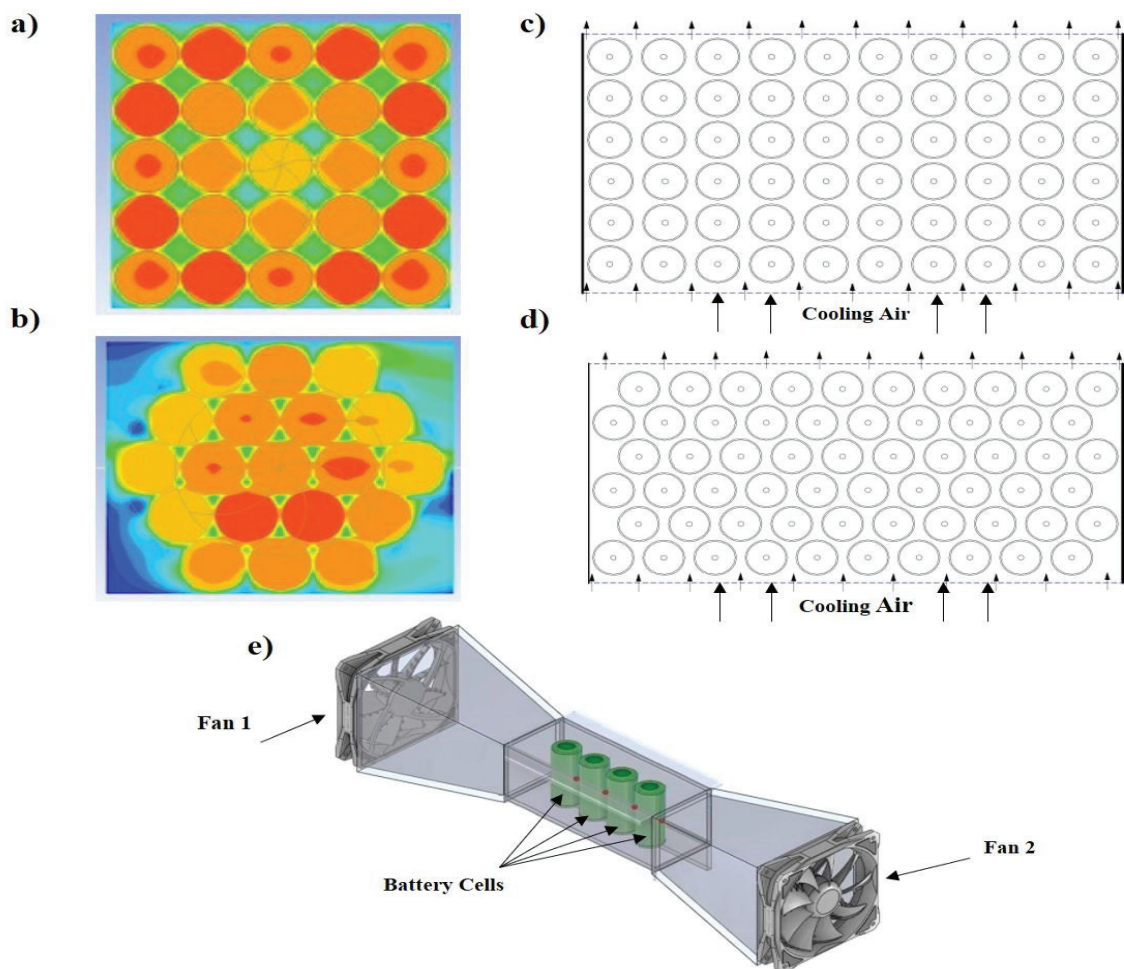 a)
c)
Cooling Air
b)
d)
Cooling Air
e)
Fan 1
Fan 2
Battery Cells